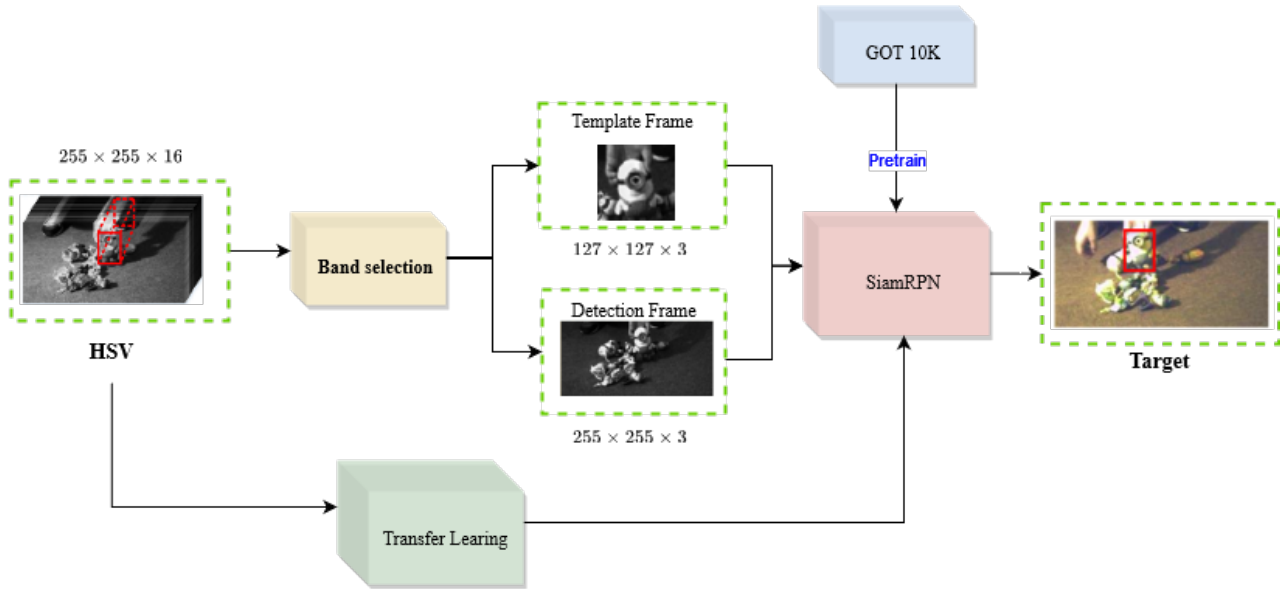 GOT 10K
Pretrain
255 × 255 × 16
HSV
Band selection
Template Frame
127 × 127 × 3
Detection Frame
255 × 255 × 3
SiamRPN
Target
Transfer Learing